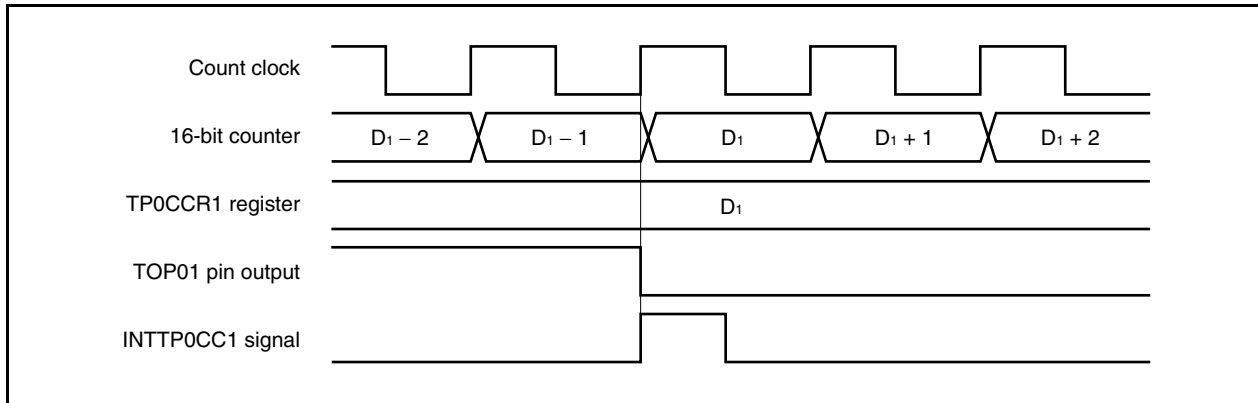 Count clock
16-bit counter D1 − 2 D1 − 1 D1 D1 + 1 D1 + 2
TP0CCR1 register D1
TOP01 pin output
INTTP0CC1 signal